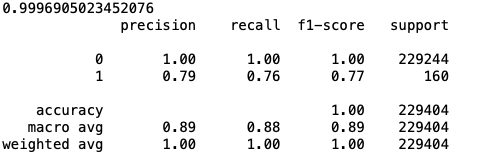 0.9996905023452076
precision recall f1-score support
0 1.00 1.00 1.00 229244
1 0.79 0.76 0.77 160
accuracy 1.00 229404
macro avg 0.89 0.88 0.89 229404
weighted avg 1.00 1.00 1.00 229404